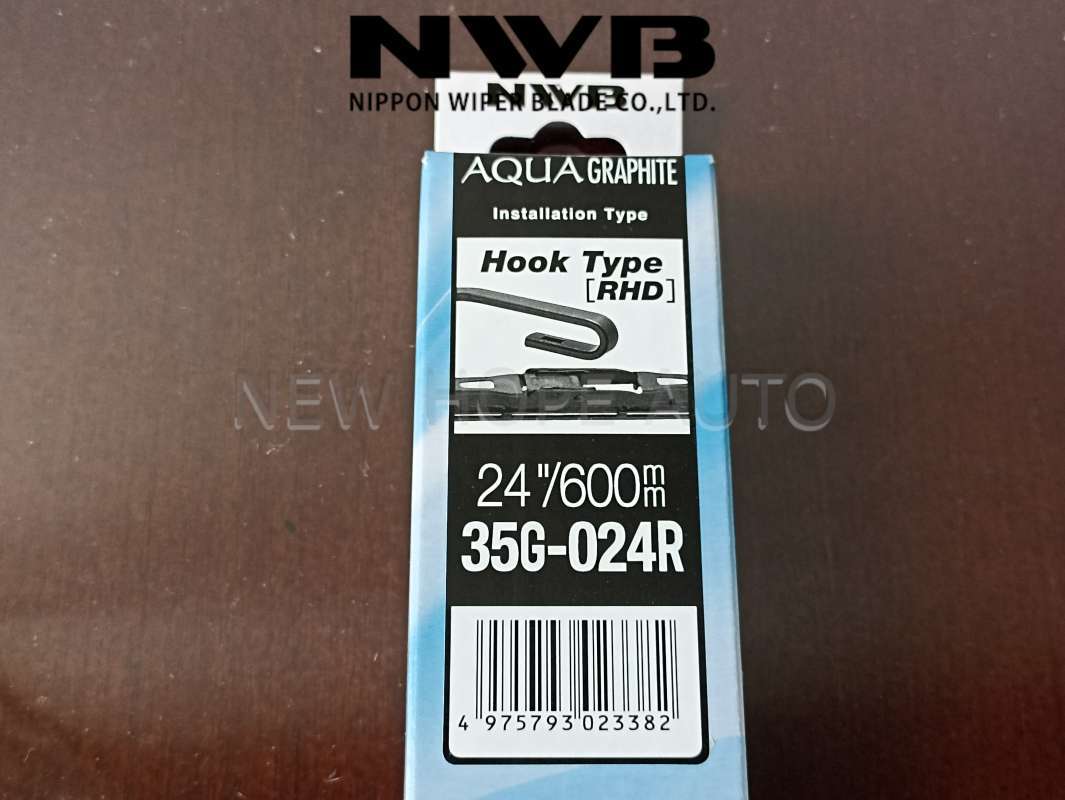 NWB
NIPPON WIPER BLADE CO.,LTD.
NWB
AQUA GRAPHITE
Installation Type
Hook Type
[RHD]
NEW HOPE AUTO
24"/600mm
35G-024R
4 975793 023382